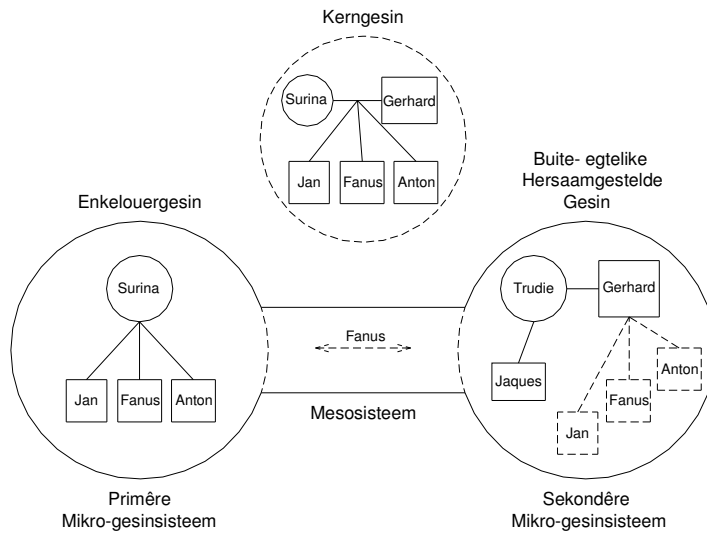 Kerngesin
Surina
Gerhard
Jan
Fanus
Anton
Enkelouergesin
Surina
Jan
Fanus
Anton
Primêre
Mikro-gesinsisteem
Fanus
Mesosisteem
Buite- egtelike
Hersaamgestelde
Gesin
Trudie
Gerhard
Jaques
Anton
Fanus
Jan
Sekondêre
Mikro-gesinsisteem